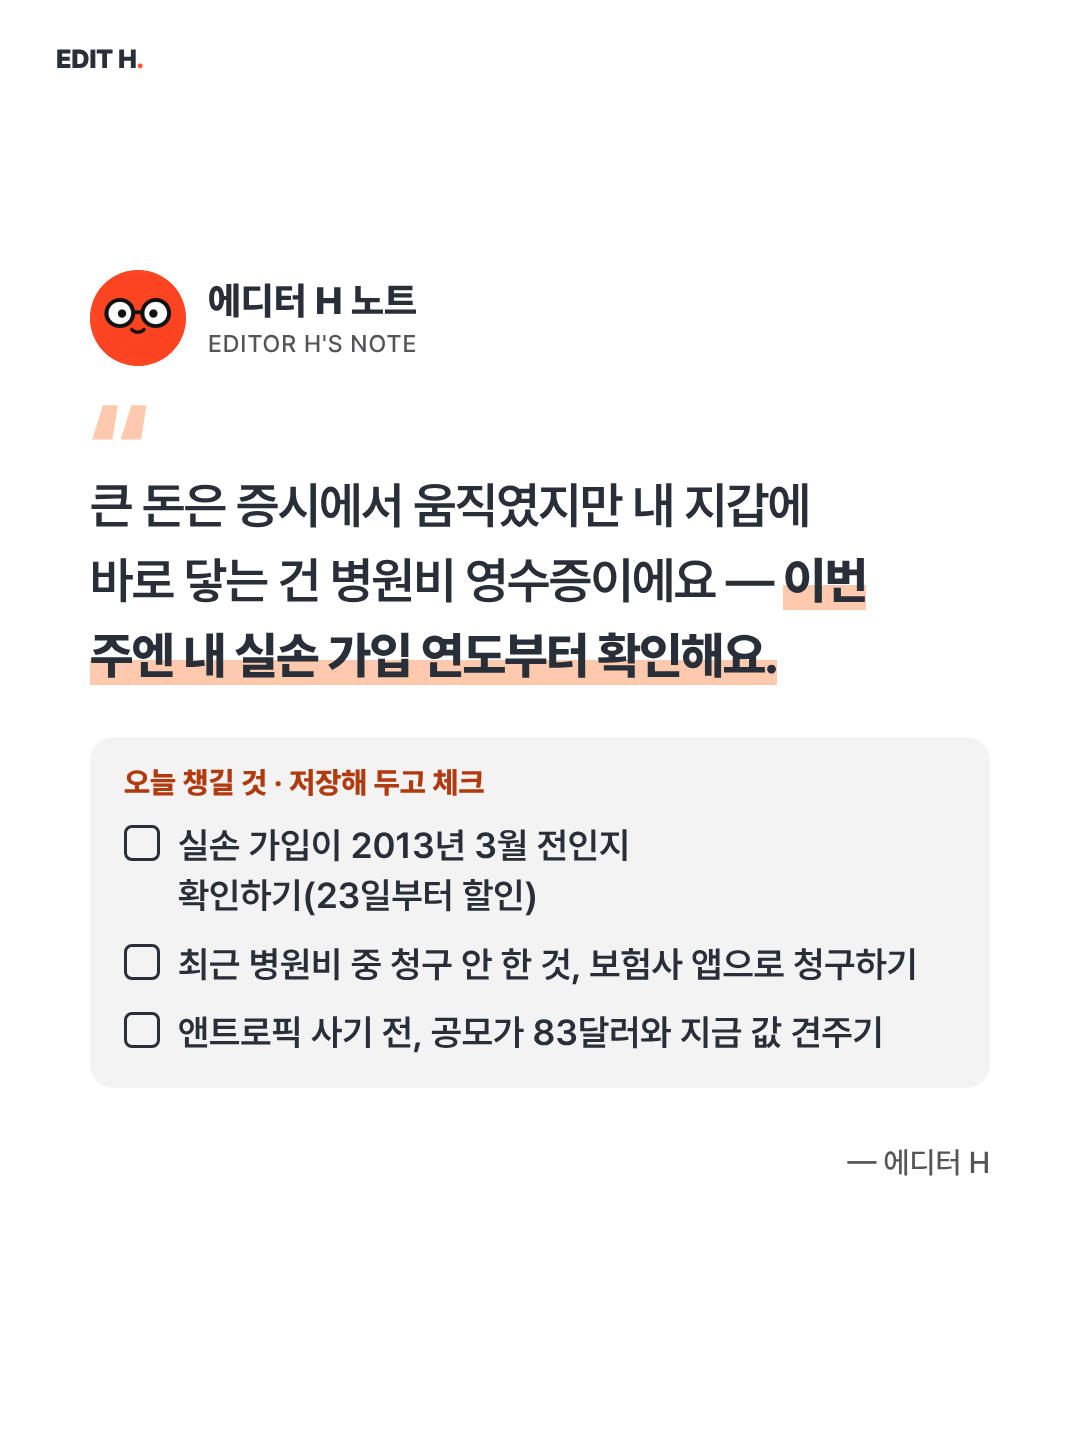 EDIT H.
에디터 H 노트
EDITOR H'S NOTE
“
큰 돈은 증시에서 움직였지만 내 지갑에
바로 닿는 건 병원비 영수증이에요 — 이번
주엔 내 실손 가입 연도부터 확인해요.
오늘 챙길 것 · 저장해 두고 체크
실손 가입이 2013년 3월 전인지
확인하기(23일부터 할인)
최근 병원비 중 청구 안 한 것, 보험사 앱으로 청구하기
앤트로픽 사기 전, 공모가 83달러와 지금 값 견주기
— 에디터 H